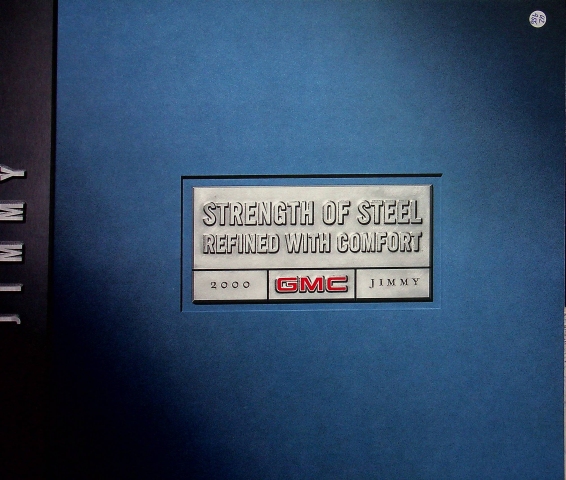 JIMMY
STRENGTH OF STEEL
REFINED WITH COMFORT
2000 GMC JIMMY